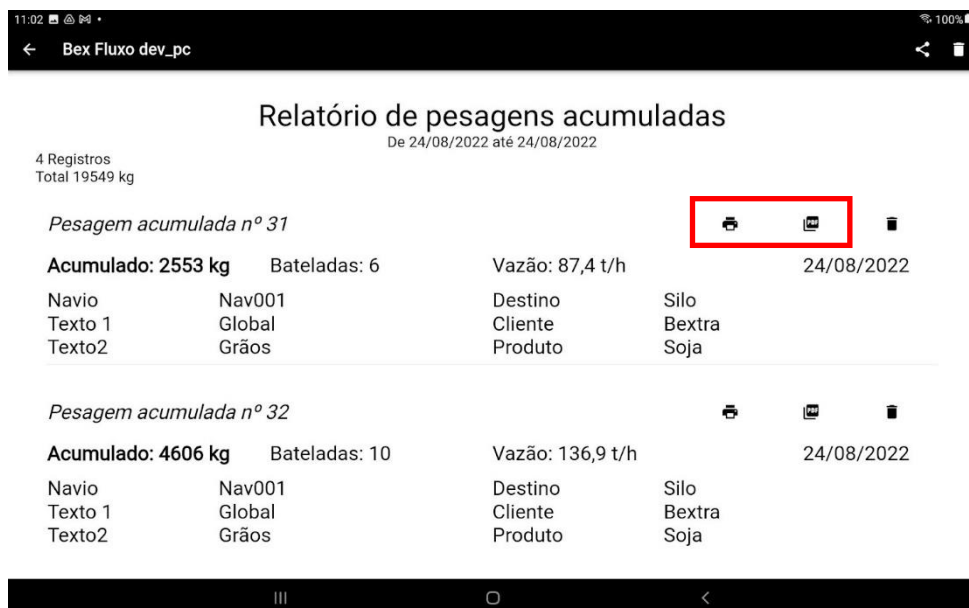 11:02 100%
Bex Fluxo dev_pc
Relatório de pesagens acumuladas
De 24/08/2022 até 24/08/2022
4 Registros
Total 19549 kg
Pesagem acumulada nº 31 PDF
Acumulado: 2553 kg Bateladas: 6 Vazão: 87,4 t/h 24/08/2022
Navio Nav001 Destino Silo
Texto 1 Global Cliente Bextra
Texto2 Grãos Produto Soja
Pesagem acumulada nº 32 PDF
Acumulado: 4606 kg Bateladas: 10 Vazão: 136,9 t/h 24/08/2022
Navio Nav001 Destino Silo
Texto 1 Global Cliente Bextra
Texto2 Grãos Produto Soja